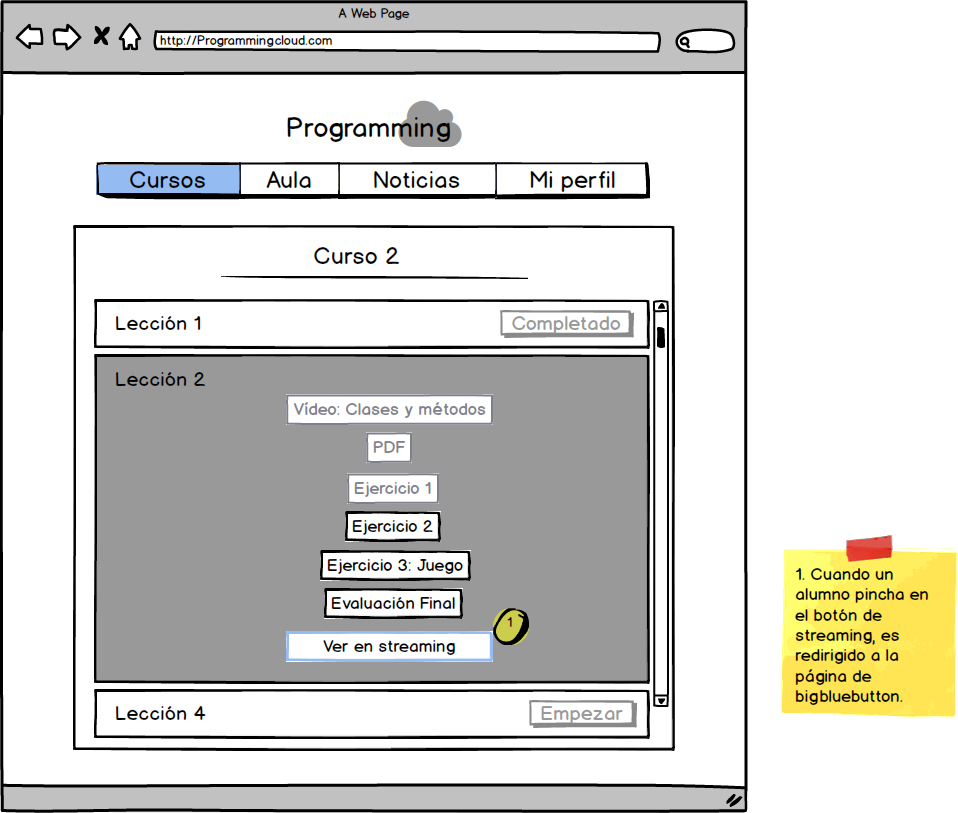 A Web Page
http://Programmingcloud.com
Programming
Cursos Aula Noticias Mi perfil
Curso 2
Lección 1 Completado
Lección 2
Vídeo: Clases y métodos
PDF
Ejercicio 1
Ejercicio 2
Ejercicio 3: Juego
Evaluación Final
1
Ver en streaming
Lección 4 Empezar
1. Cuando un
alumno pincha en
el botón de
streaming, es
redirigido a la
página de
bigbluebutton.